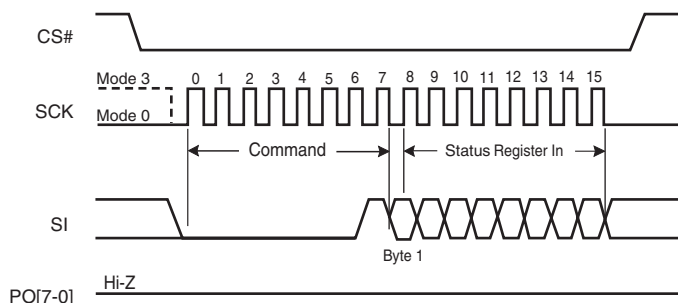 CS#
Mode 3
0 1 2 3 4 5 6 7 8 9 10 11 12 13 14 15
SCK
Mode 0
Command
Status Register In
SI
Byte 1
Hi-Z
PO[7-0]